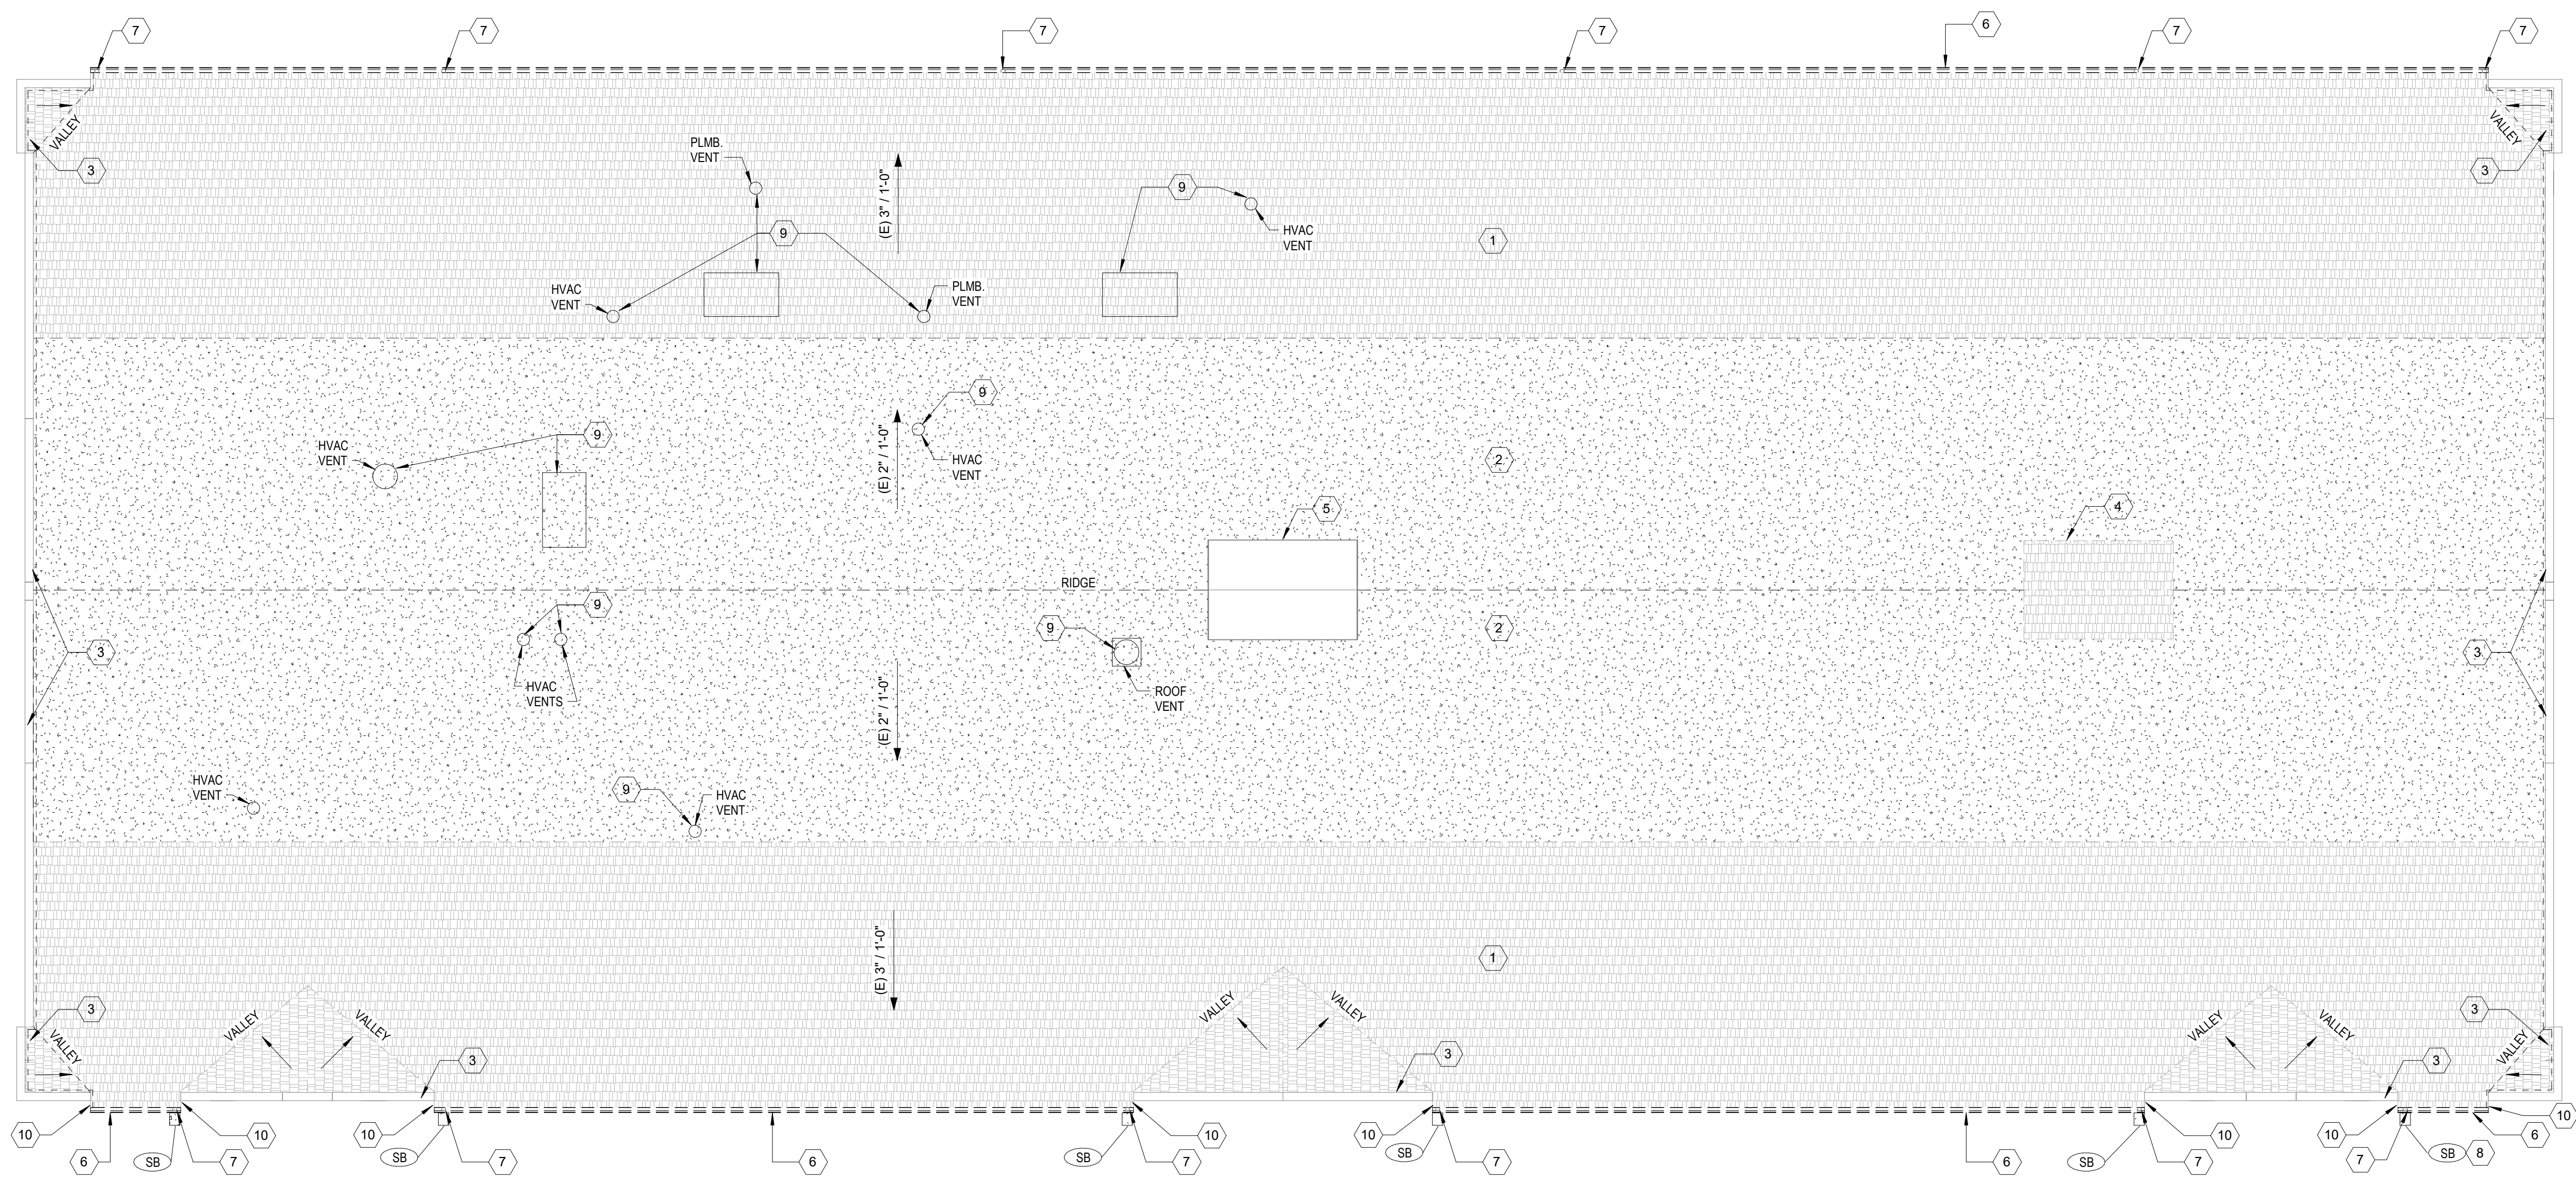 7
7
7
7
6
7
7
VALLEY
VALLEY
3
3
PLMB.
VENT
(E) 3" / 1'-0"
9
HVAC
VENT
9
1
HVAC
VENT
PLMB.
VENT
9
HVAC
VENT
9
(E) 2" / 1'-0"
HVAC
VENT
2
5
4
RIDGE
9
9
2
3
3
HVAC
VENTS
ROOF
VENT
(E) 2" / 1'-0"
HVAC
VENT
9
HVAC
VENT
(E) 3" / 1'-0"
1
3
VALLEY
VALLEY
VALLEY
VALLEY
VALLEY
VALLEY
VALLEY
VALLEY
3
3
3
3
10
10
10
10
10
10
10
10
6
SB
7
SB
7
6
SB
7
SB
7
6
SB
7
7
SB
8
6